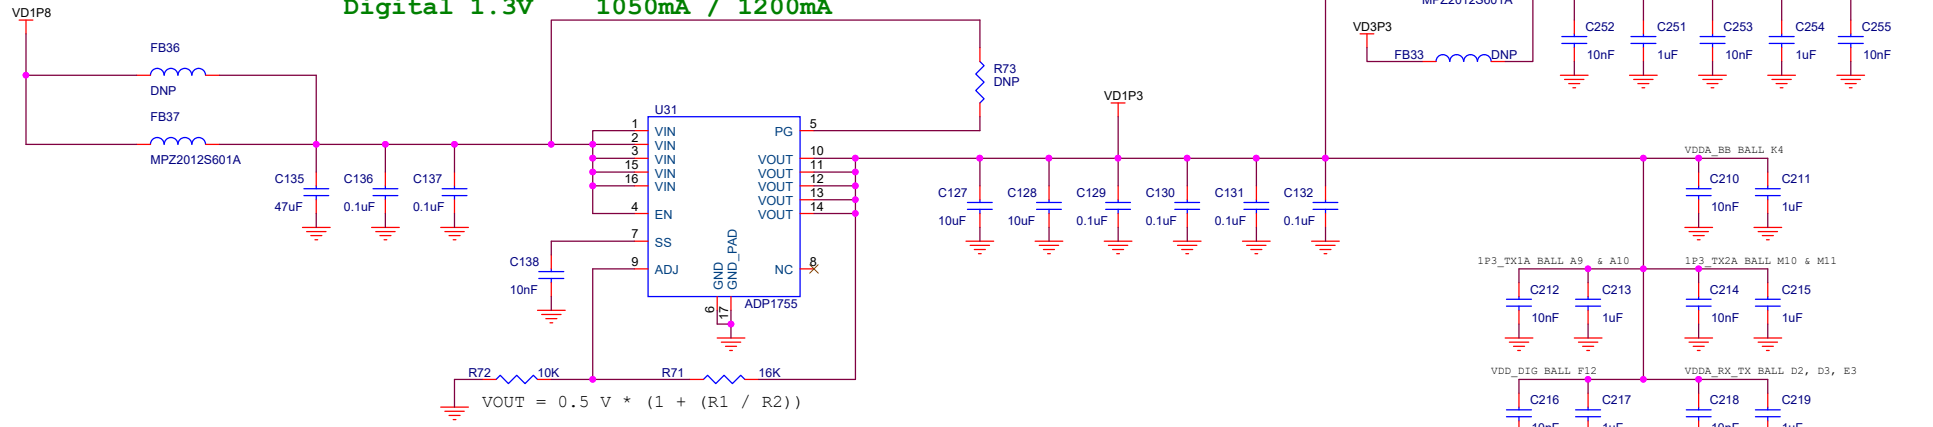 Digital 1.3V 1050mA / 1200mA
MPZ2012S601A
VD1P8
FB36
DNP
FB37
MPZ2012S601A
C135
47uF
C136
0.1uF
C137
0.1uF
R73
DNP
U31
1 VIN
2 VIN
3 VIN
15 VIN
16 VIN
4 EN
7 SS
9 ADJ
PG 5
VOUT 10
VOUT 11
VOUT 12
VOUT 13
VOUT 14
NC 8
GND 6
GND_PAD 17
ADP1755
C138
10nF
R72 10K
R71 16K
VOUT = 0.5 V * (1 + (R1 / R2))
VD1P3
C127
10uF
C128
10uF
C129
0.1uF
C130
0.1uF
C131
0.1uF
C132
0.1uF
VD3P3
FB33 DNP
C252
10nF
C251
1uF
C253
10nF
C254
1uF
C255
10nF
VDDA_BB BALL K4
C210
10nF
C211
1uF
1P3_TX1A BALL A9 & A10
C212
10nF
C213
1uF
1P3_TX2A BALL M10 & M11
C214
10nF
C215
1uF
VDD_DIG BALL F12
C216
10nF
C217
1uF
VDDA_RX_TX BALL D2, D3, E3
C218
10nF
C219
1uF